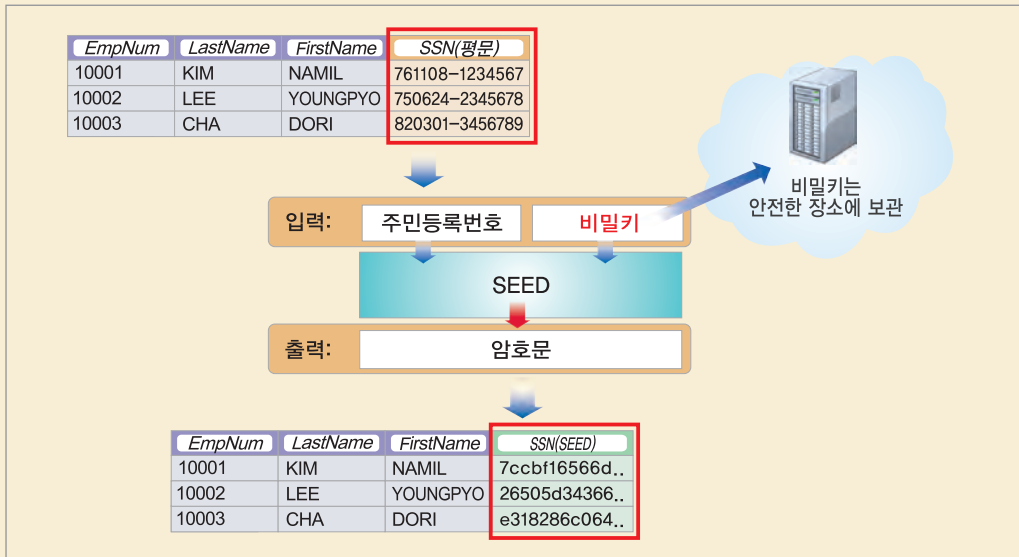 EmpNum LastName FirstName SSN(평문)
10001 KIM NAMIL 761108-1234567
10002 LEE YOUNGPYO 750624-2345678
10003 CHA DORI 820301-3456789
비밀키는
안전한 장소에 보관
입력: 주민등록번호 비밀키
SEED
출력: 암호문
EmpNum LastName FirstName SSN(SEED)
10001 KIM NAMIL 7ccbf16566d..
10002 LEE YOUNGPYO 26505d34366..
10003 CHA DORI e318286c064..